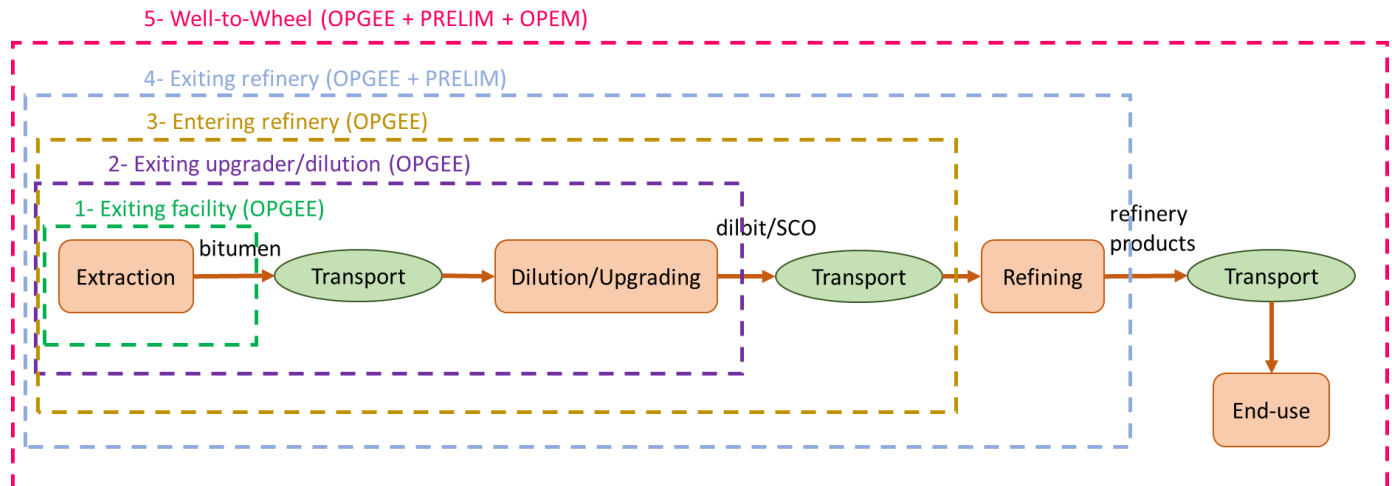 5- Well-to-Wheel (OPGEE + PRELIM + OPEM)
4- Exiting refinery (OPGEE + PRELIM)
3- Entering refinery (OPGEE)
2- Exiting upgrader/dilution (OPGEE)
1- Exiting facility (OPGEE)
bitumen
dilbit/SCO
refinery
products
Extraction
Transport
Dilution/Upgrading
Transport
Refining
Transport
End-use